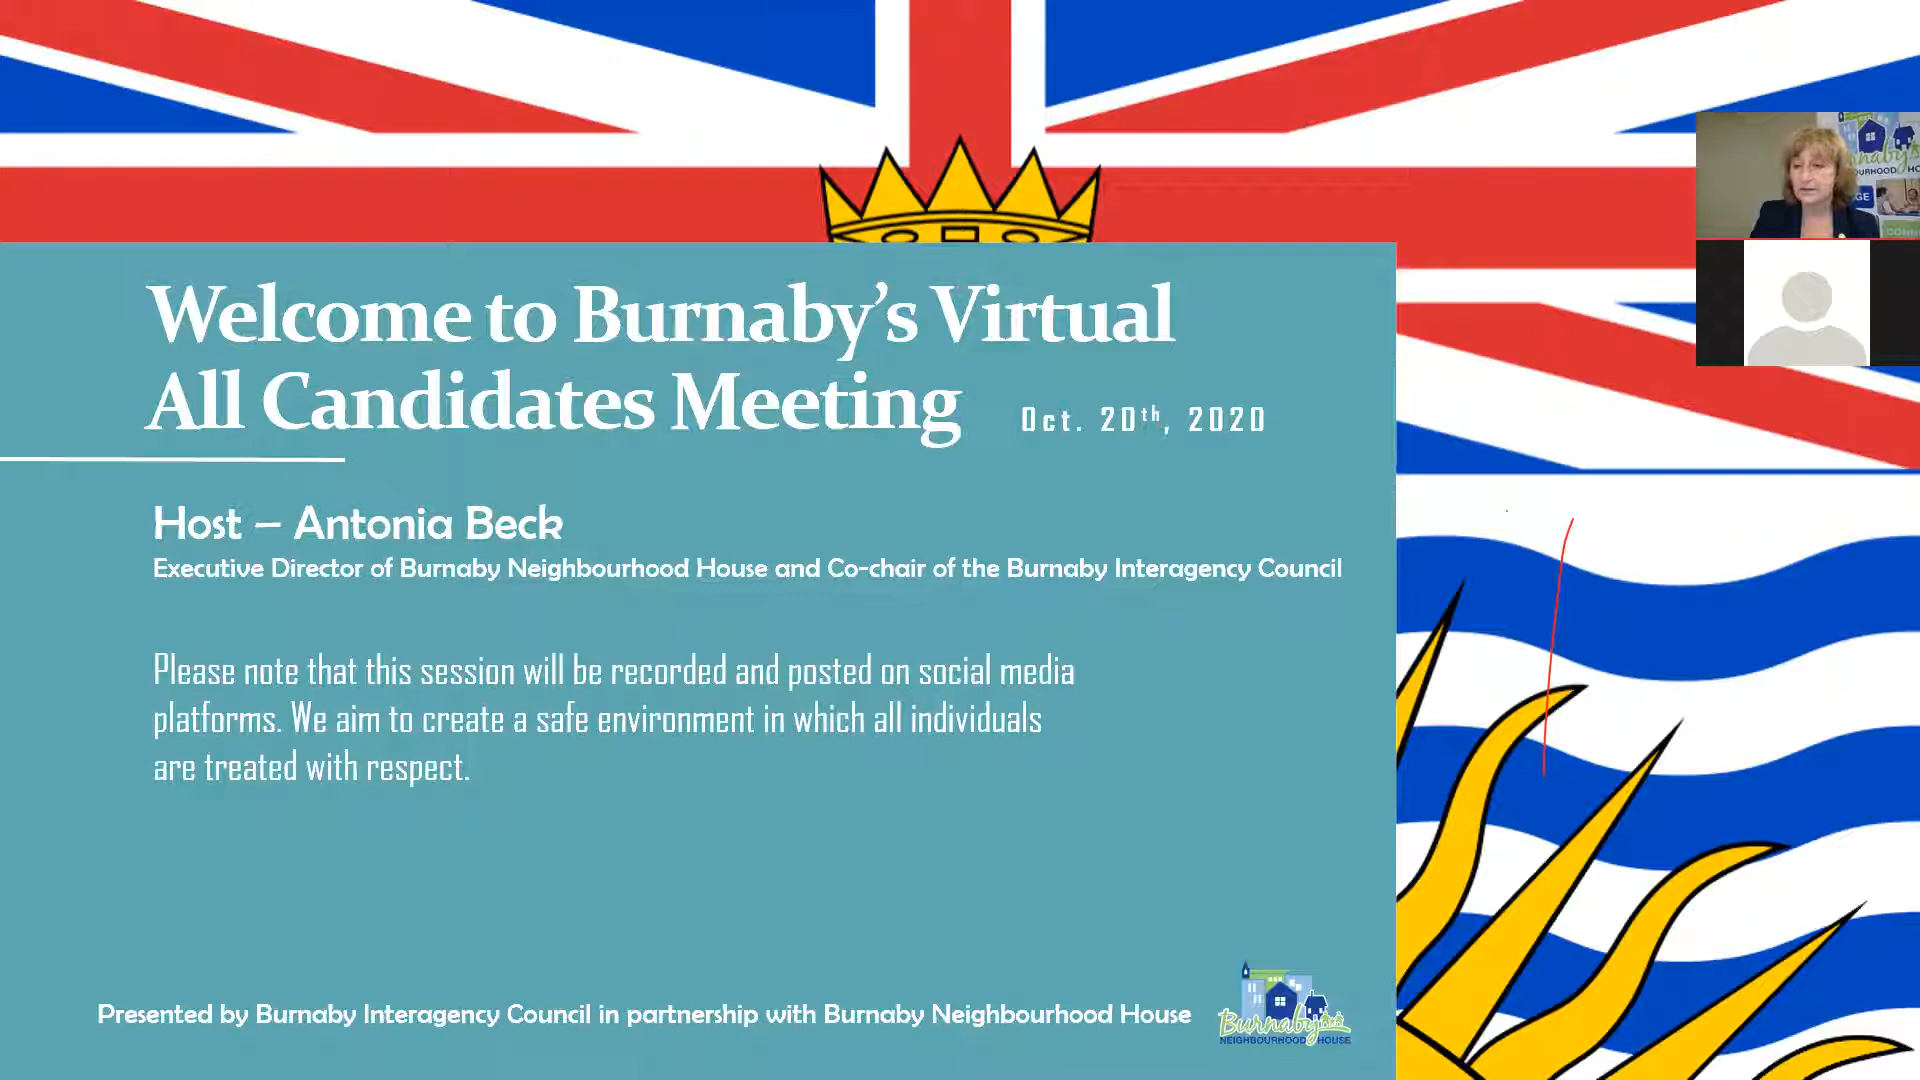 Welcome to Burnaby’s Virtual
All Candidates Meeting Oct. 20th, 2020
Host – Antonia Beck
Executive Director of Burnaby Neighbourhood House and Co-chair of the Burnaby Interagency Council
Please note that this session will be recorded and posted on social media
platforms. We aim to create a safe environment in which all individuals
are treated with respect.
Presented by Burnaby Interagency Council in partnership with Burnaby Neighbourhood House
Burnaby
NEIGHBOURHOOD HOUSE